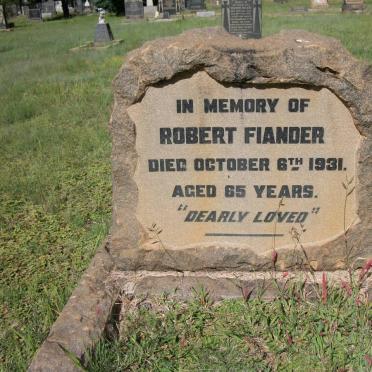 IN MEMORY OF
ROBERT FIANDER
DIED OCTOBER 6TH 1931.
AGED 65 YEARS.
"DEARLY LOVED"